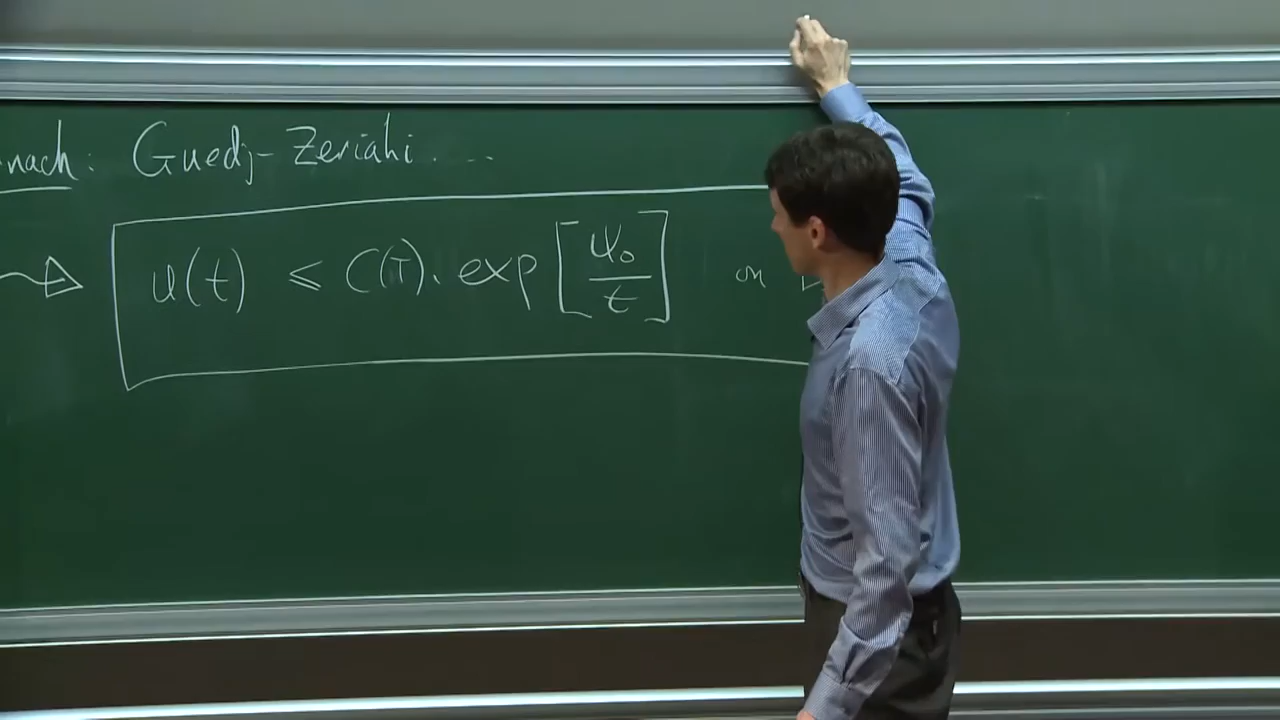 nach: Guedj-Zeriahi...
u(t) ≤ C(T). exp [ψ₀/t] on